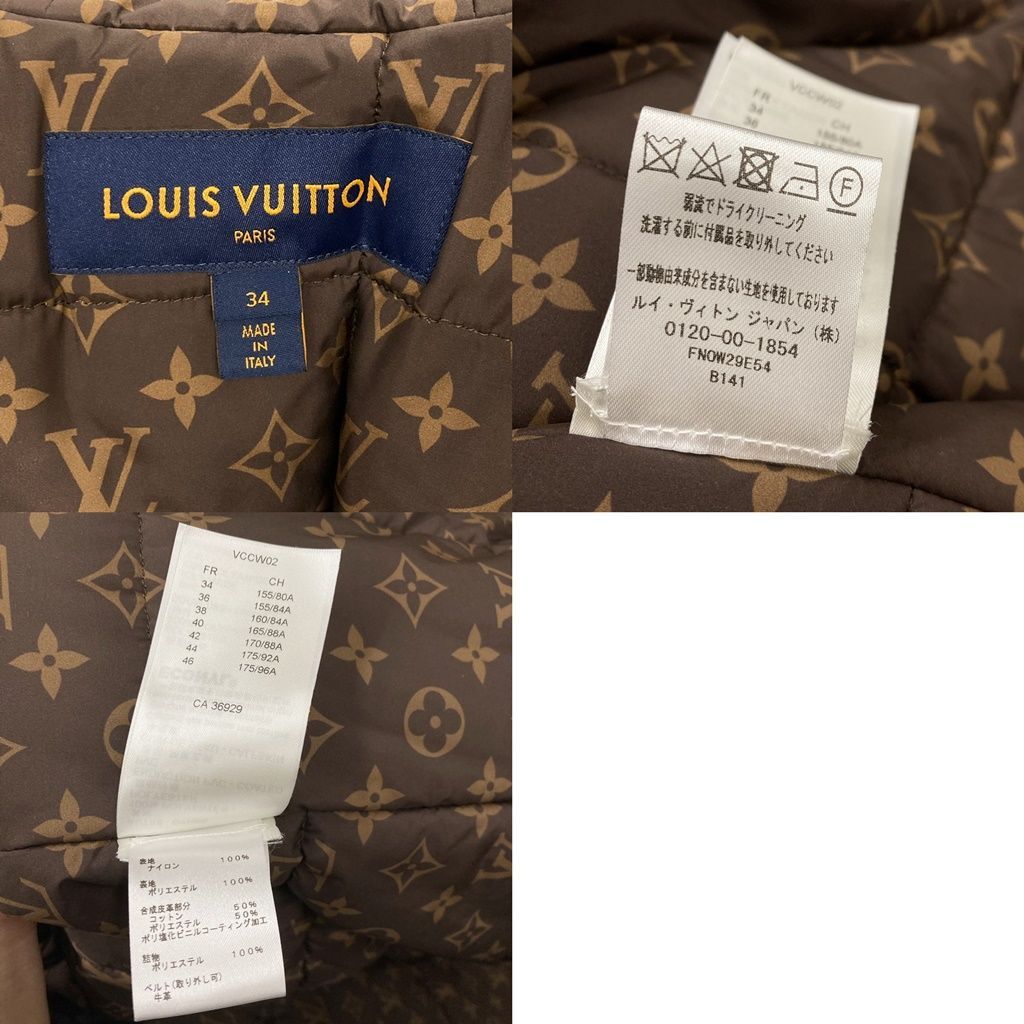 LOUIS VUITTON
PARIS
34
MADE
IN
ITALY
VCCW02
FR
34
36
CH
155/80A
F
弱流でドライクリーニング
洗濯する前に付属品を取り外してください
一部動物由来成分を含まない生地を使用しております
ルイ・ヴィトン ジャパン (株)
0120-00-1854
FNOW29E54
B141
VCCW02
FR CH
34 155/80A
36 155/84A
38 160/84A
40 165/88A
42 170/88A
44 175/92A
46 175/96A
CA 36929
表地
ナイロン 100%
裏地
ポリエステル 100%
合成皮革部分
コットン 50%
ポリエステル 50%
ポリ塩化ビニルコーティング加工
詰物
ポリエステル 100%
ベルト(取り外し可)
牛革